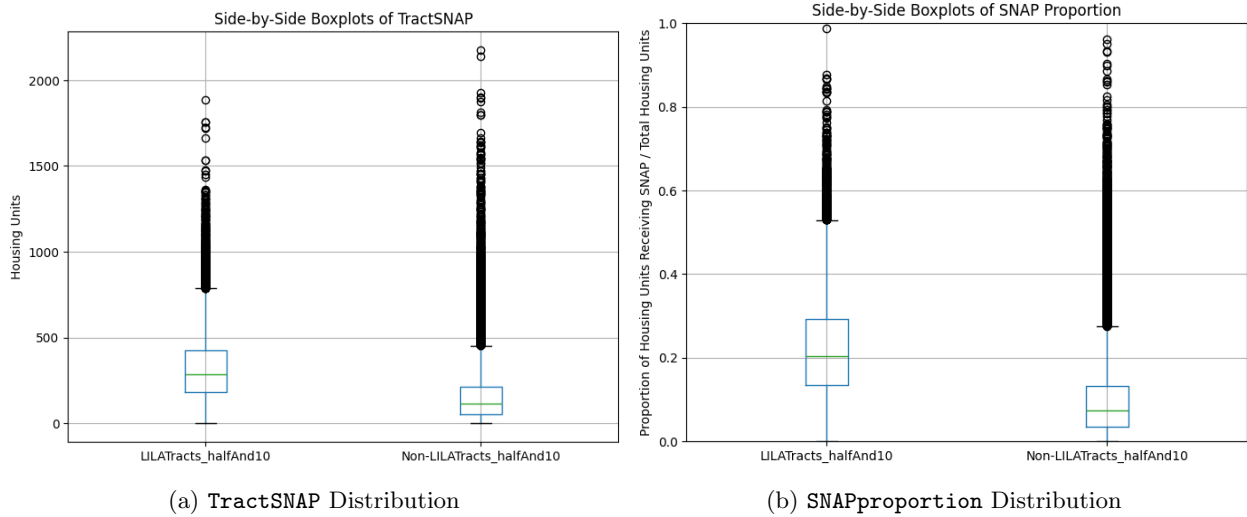 Side-by-Side Boxplots of TractSNAP
2000
1500
1000
500
0
Housing Units
LILATracts_halfAnd10
Non-LILATracts_halfAnd10
(a) TractSNAP Distribution
Side-by-Side Boxplots of SNAP Proportion
1.0
0.8
0.6
0.4
0.2
0.0
Proportion of Housing Units Receiving SNAP / Total Housing Units
LILATracts_halfAnd10
Non-LILATracts_halfAnd10
(b) SNAPproportion Distribution